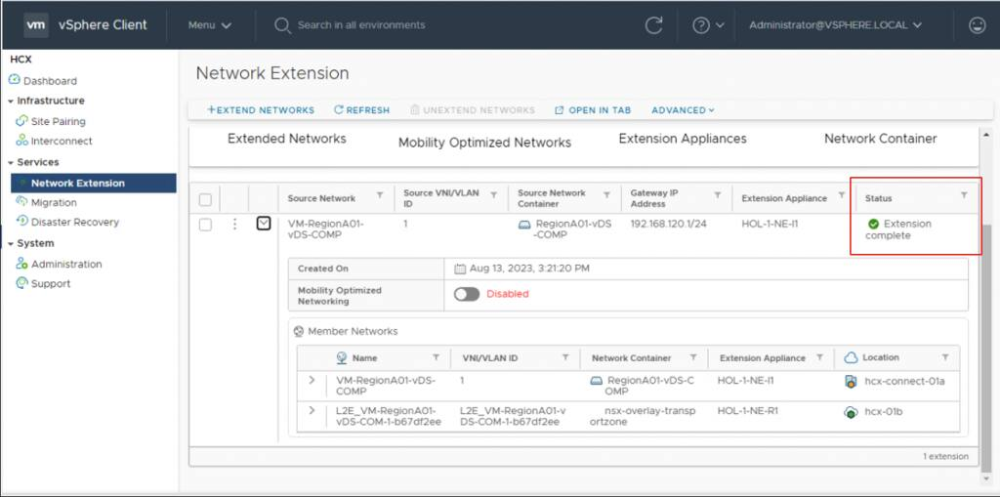 vm vSphere Client Menu Search in all environments Administrator@VSPHERE.LOCAL
HCX
Dashboard
Infrastructure
Site Pairing
Interconnect
Services
Network Extension
Migration
Disaster Recovery
System
Administration
Support
Network Extension
+EXTEND NETWORKS REFRESH UNEXTEND NETWORKS OPEN IN TAB ADVANCED
Extended Networks Mobility Optimized Networks Extension Appliances Network Container
Source Network Source VNI/VLAN ID Source Network Container Gateway IP Address Extension Appliance Status
VM-RegionA01-vDS-COMP 1 RegionA01-vDS-COMP 192.168.120.1/24 HOL-1-NE-I1 Extension complete
Created On Aug 13, 2023, 3:21:20 PM
Mobility Optimized Networking Disabled
Member Networks
Name VNI/VLAN ID Network Container Extension Appliance Location
VM-RegionA01-vDS-COMP 1 RegionA01-vDS-COMP HOL-1-NE-I1 hcx-connect-01a
L2E_VM-RegionA01-vDS-COM-1-b67df2ee L2E_VM-RegionA01-vDS-COM-1-b67df2ee nsx-overlay-transportzone HOL-1-NE-R1 hcx-01b
1 extension